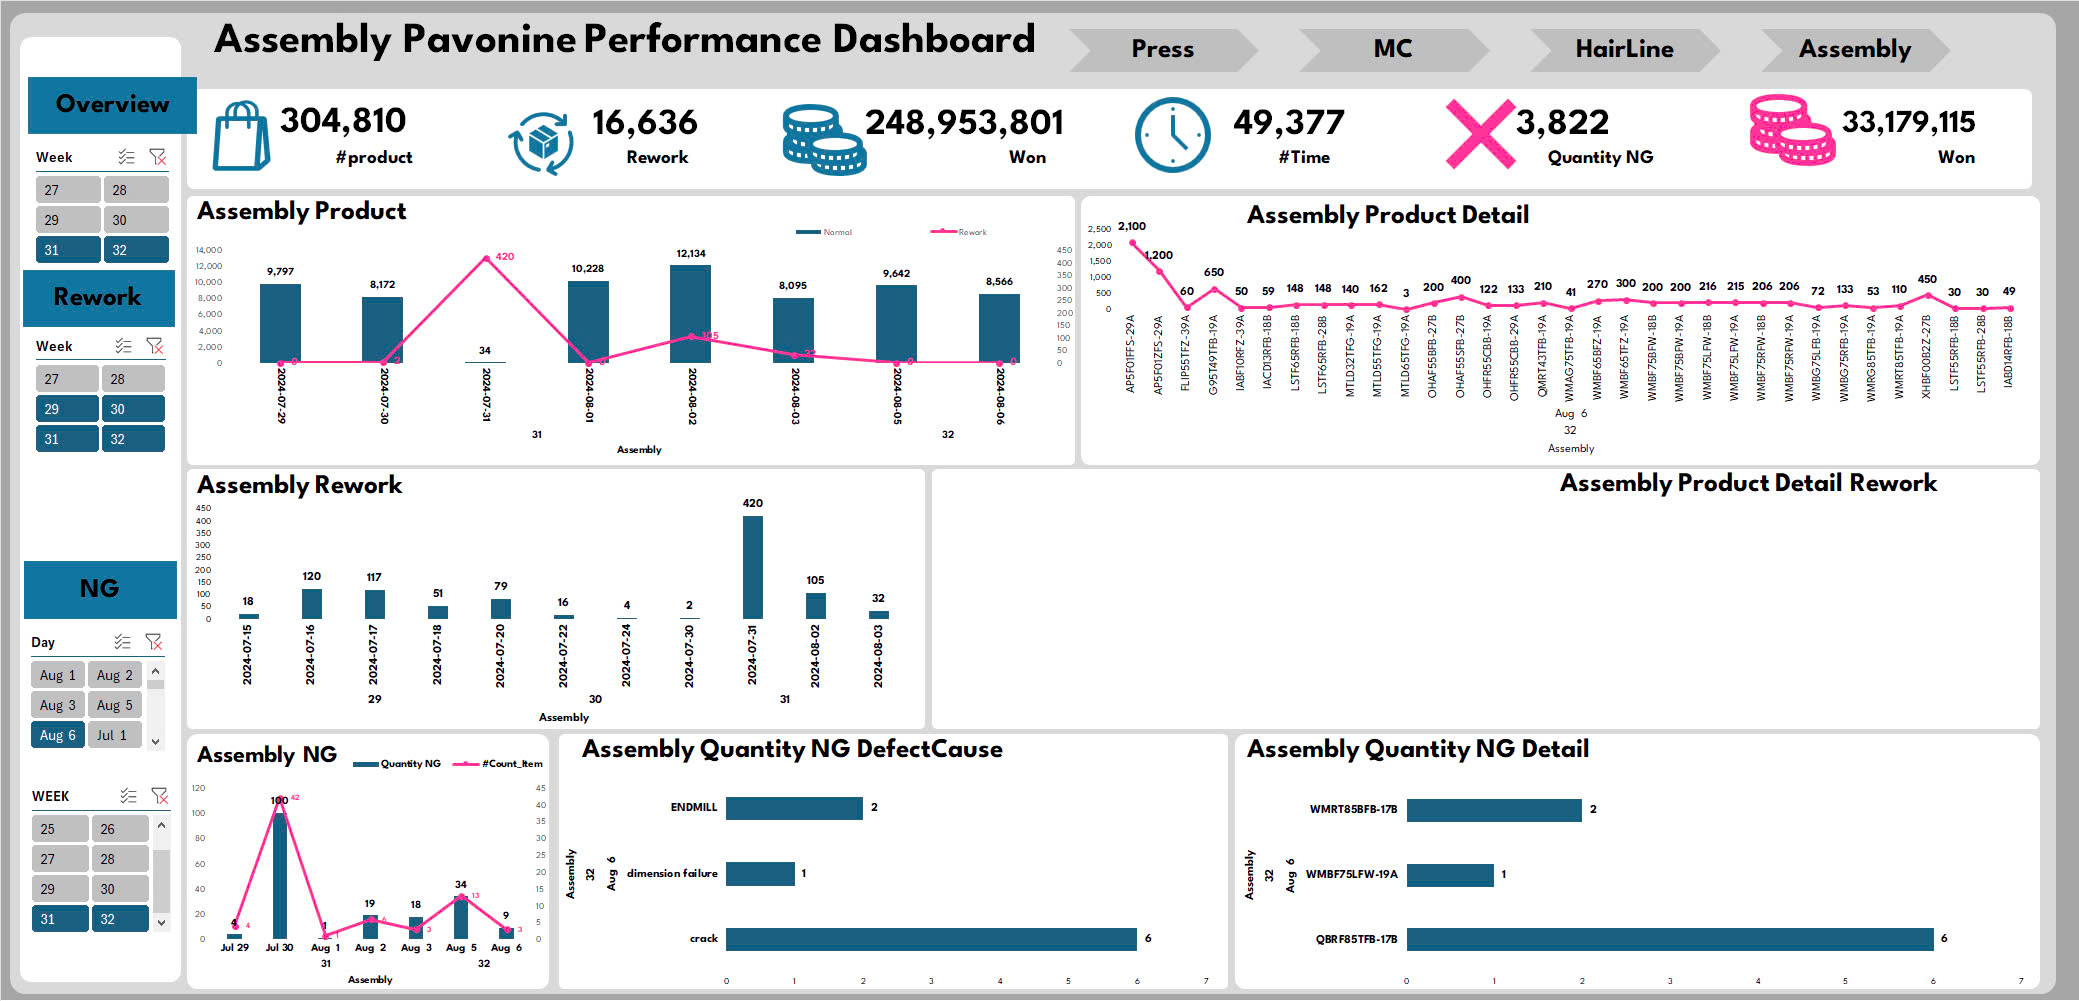 Assembly Pavonine Performance Dashboard
Press
MC
HairLine
Assembly
Overview
304,810
#product
16,636
Rework
248,953,801
Won
49,377
#Time
3,822
Quantity NG
33,179,115
Won
Week
27 28
29 30
31 32
Rework
Week
27 28
29 30
31 32
NG
Day
Aug 1 Aug 2
Aug 3 Aug 5
Aug 6 Jul 1
WEEK
25 26
27 28
29 30
31 32
Assembly Product
Normal Rework
14,000
12,000
10,000
8,000
6,000
4,000
2,000
0
450
400
350
300
250
200
150
100
50
0
9,797 8,172 34 10,228 12,134 8,095 9,642 8,566
0 2 420 0 105 32 0 0
2024-07-29 2024-07-30 2024-07-31 2024-08-01 2024-08-02 2024-08-03 2024-08-05 2024-08-06
31 32
Assembly
Assembly Product Detail
2,500
2,000
1,500
1,000
500
0
2,100 1,200 60 650 50 59 148 148 140 162 3 200 400 122 133 210 41 270 300 200 200 216 215 206 206 72 133 53 110 450 30 30 49
AP5F01FFS-29A
AP5F01ZFS-29A
FLIP55TFZ-39A
G95T49TFB-19A
IABF10RFZ-39A
IACD13RFB-18B
LSTF65RFB-18B
LSTF65RFB-28B
MTLD32TFG-19A
MTLD55TFG-19A
MTLD65TFG-19A
OHAF55BFB-27B
OHAF55SFB-27B
OHFR55CBB-19A
OHFR55CBB-29A
QMRT43TFB-19A
WMAG75TFB-19A
WMBF65BFZ-19A
WMBF65TFZ-19A
WMBF75BFW-18B
WMBF75BFW-19A
WMBF75LFW-18B
WMBF75LFW-19A
WMBF75RFW-18B
WMBF75RFW-19A
WMBG75LFB-19A
WMBG75RFB-19A
WMRG85TFB-19A
WMRT85TFB-19A
XHBF00B2Z-27B
LSTF55RFB-18B
LSTF55RFB-28B
IABD14RFB-18B
Aug 6
32
Assembly
Assembly Rework
450
400
350
300
250
200
150
100
50
0
18 120 117 51 79 16 4 2 420 105 32
2024-07-15 2024-07-16 2024-07-17 2024-07-18 2024-07-20 2024-07-22 2024-07-24 2024-07-30 2024-07-31 2024-08-02 2024-08-03
29 30 31
Assembly
Assembly Product Detail Rework
Assembly NG
Quantity NG #Count_Item
120
100
80
60
40
20
0
45
40
35
30
25
20
15
10
5
0
4 100 1 19 18 34 9
4 42 1 6 3 13 3
Jul 29 Jul 30 Aug 1 Aug 2 Aug 3 Aug 5 Aug 6
31 32
Assembly
Assembly Quantity NG DefectCause
Assembly
32
Aug 6
ENDMILL 2
dimension failure 1
crack 6
0 1 2 3 4 5 6 7
Assembly Quantity NG Detail
Assembly
32
Aug 6
WMRT85BFB-17B 2
WMBF75LFW-19A 1
QBRF85TFB-17B 6
0 1 2 3 4 5 6 7